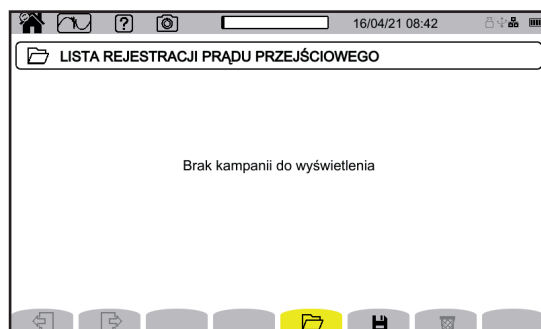 16/04/21 08:42
LISTA REJESTRACJI PRĄDU PRZEJŚCIOWEGO
Brak kampanii do wyświetlenia